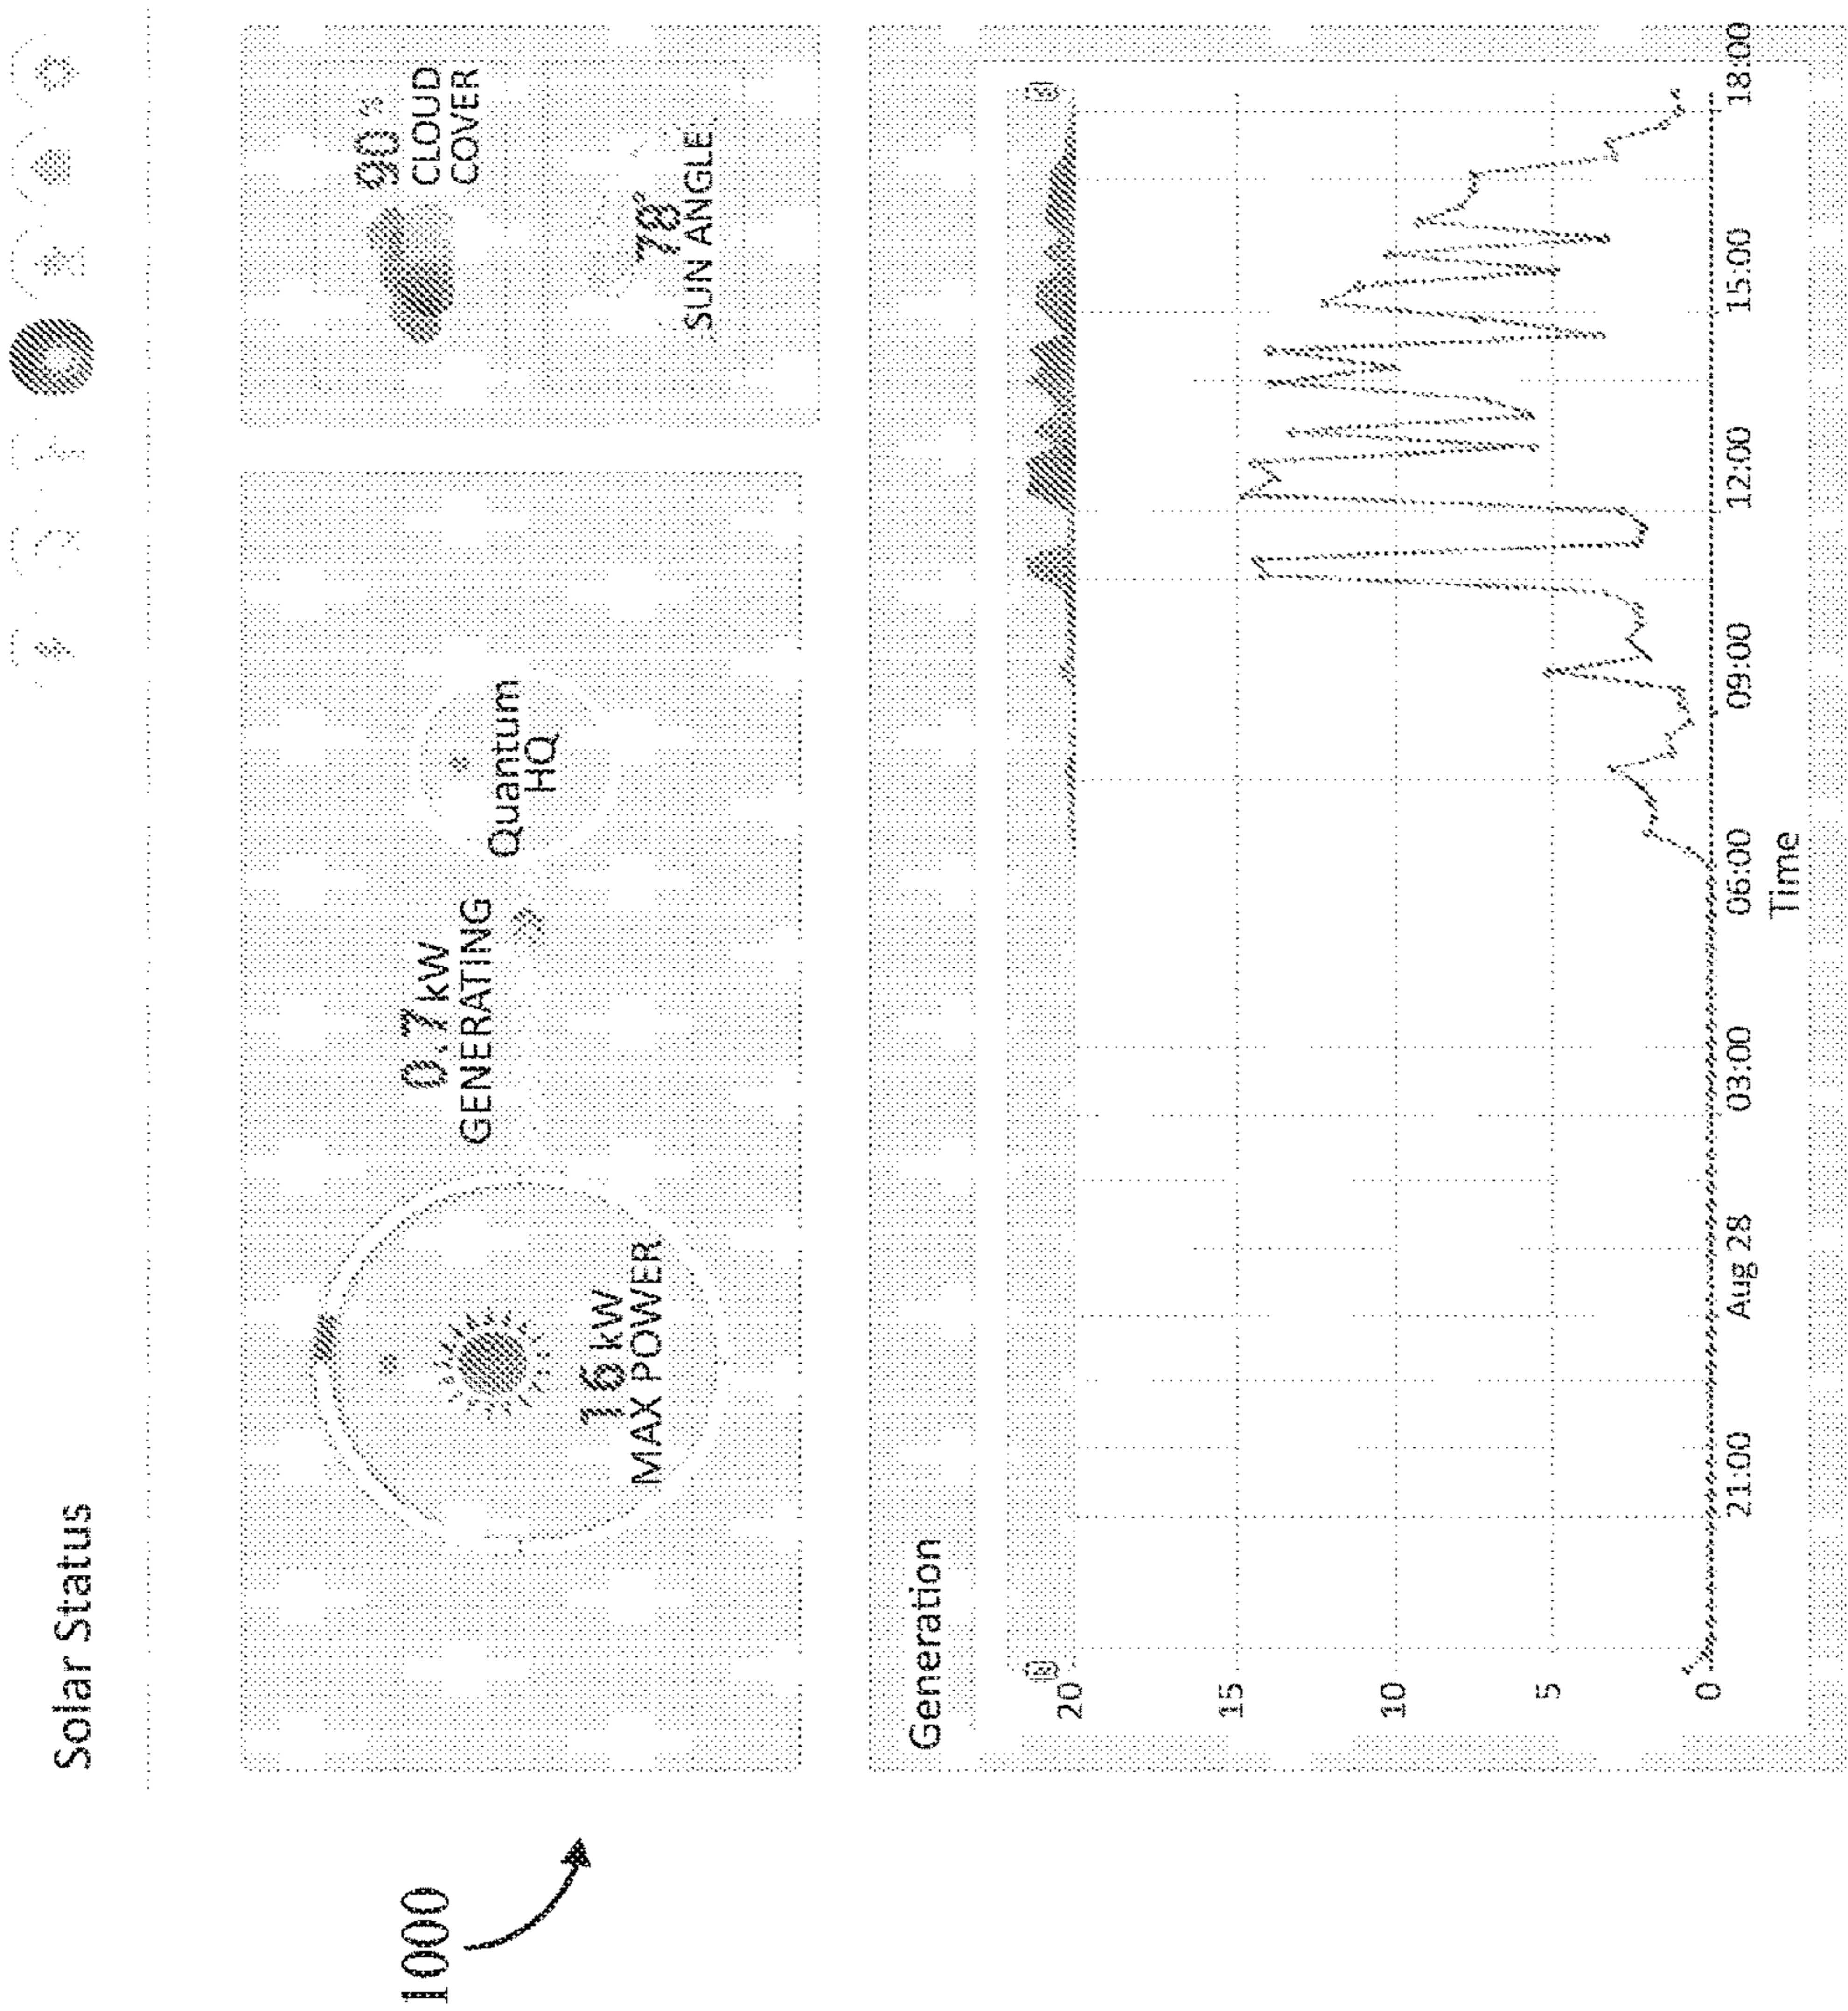 Solar Status
16 kW
MAX POWER
0.7 kW
GENERATING
Quantum
HQ
90 %
CLOUD
COVER
78°
SUN ANGLE
Generation
20
15
10
5
0
21:00
Aug 28
03:00
06:00
09:00
12:00
15:00
18:00
Time
1000